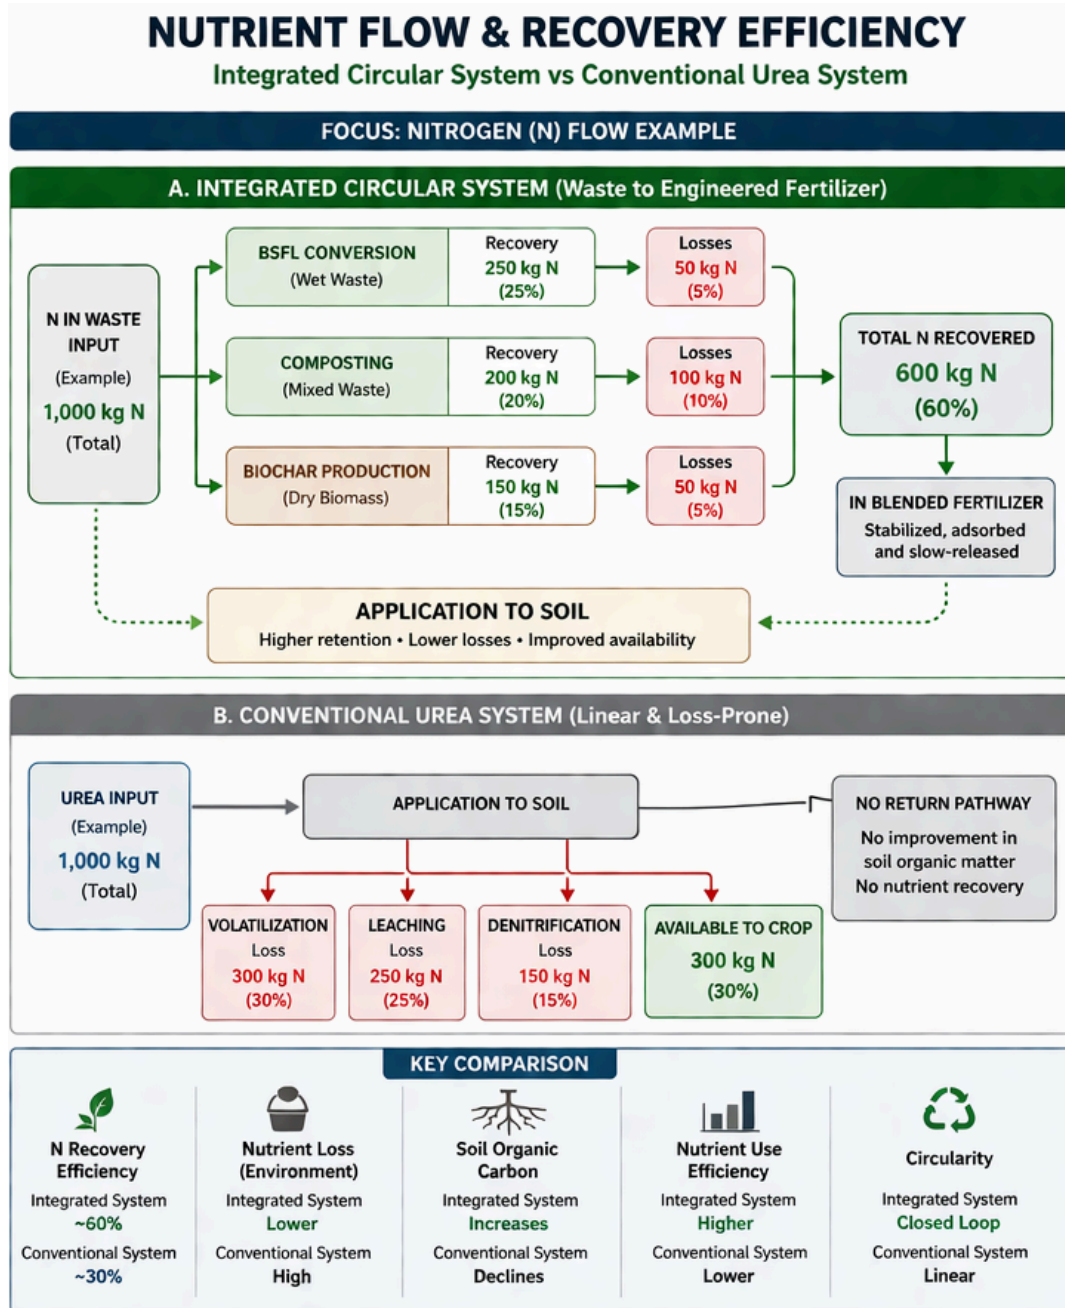 NUTRIENT FLOW & RECOVERY EFFICIENCY
Integrated Circular System vs Conventional Urea System
FOCUS: NITROGEN (N) FLOW EXAMPLE
A. INTEGRATED CIRCULAR SYSTEM (Waste to Engineered Fertilizer)
N IN WASTE
INPUT
(Example)
1,000 kg N
(Total)
BSFL CONVERSION
(Wet Waste)
Recovery
250 kg N
(25%)
Losses
50 kg N
(5%)
COMPOSTING
(Mixed Waste)
Recovery
200 kg N
(20%)
Losses
100 kg N
(10%)
BIOCHAR PRODUCTION
(Dry Biomass)
Recovery
150 kg N
(15%)
Losses
50 kg N
(5%)
TOTAL N RECOVERED
600 kg N
(60%)
IN BLENDED FERTILIZER
Stabilized, adsorbed
and slow-released
APPLICATION TO SOIL
Higher retention • Lower losses • Improved availability
B. CONVENTIONAL UREA SYSTEM (Linear & Loss-Prone)
UREA INPUT
(Example)
1,000 kg N
(Total)
APPLICATION TO SOIL
NO RETURN PATHWAY
No improvement in
soil organic matter
No nutrient recovery
VOLATILIZATION
Loss
300 kg N
(30%)
LEACHING
Loss
250 kg N
(25%)
DENITRIFICATION
Loss
150 kg N
(15%)
AVAILABLE TO CROP
300 kg N
(30%)
KEY COMPARISON
N Recovery
Efficiency
Integrated System
~60%
Conventional System
~30%
Nutrient Loss
(Environment)
Integrated System
Lower
Conventional System
High
Soil Organic
Carbon
Integrated System
Increases
Conventional System
Declines
Nutrient Use
Efficiency
Integrated System
Higher
Conventional System
Lower
Circularity
Integrated System
Closed Loop
Conventional System
Linear